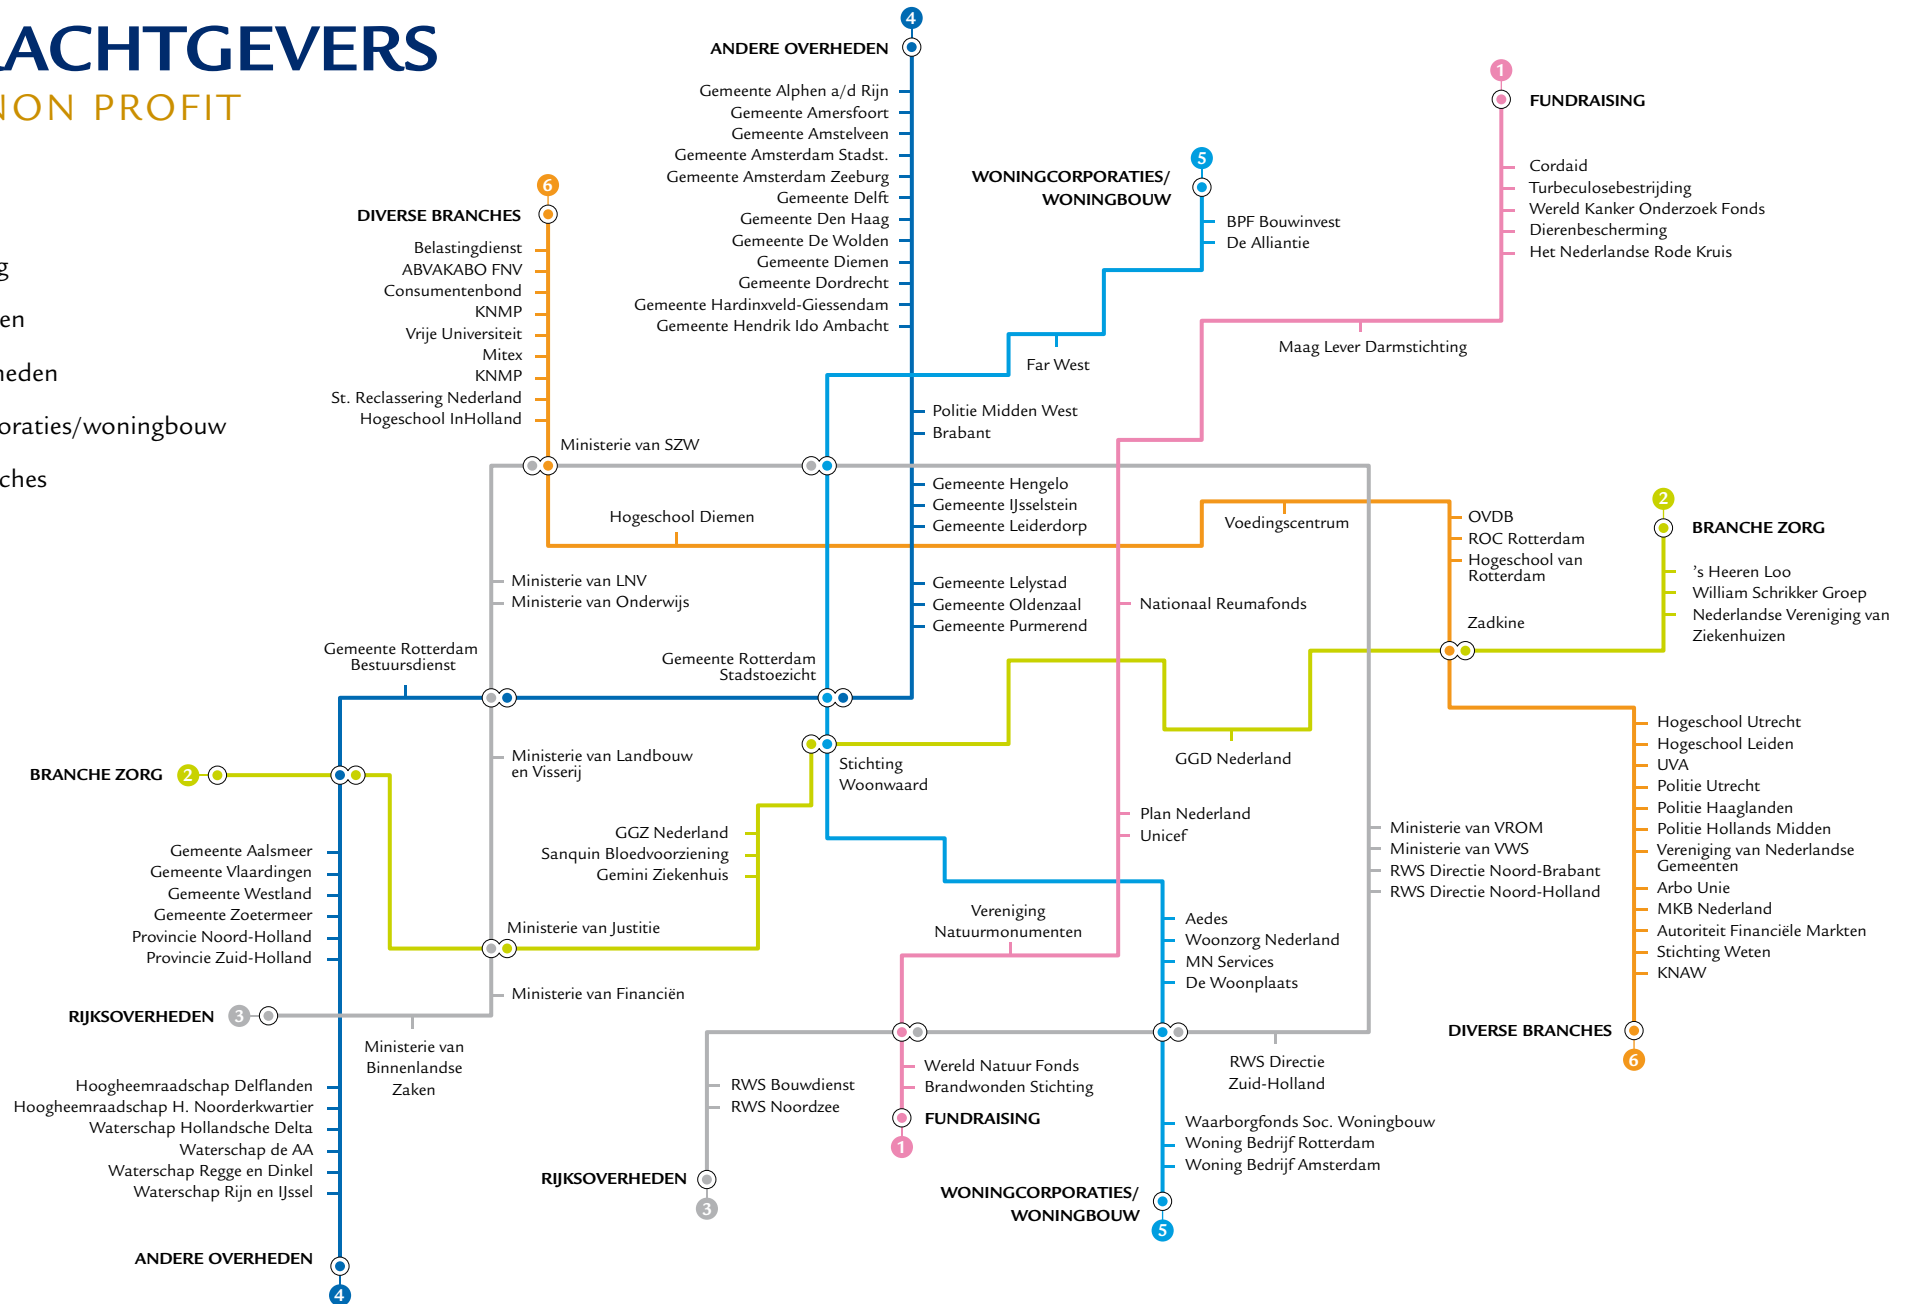 ACHTGEVERS
NON PROFIT
g
en
neden
oraties/woningbouw
ches
4
ANDERE OVERHEDEN
Gemeente Alphen a/d Rijn
Gemeente Amersfoort
Gemeente Amstelveen
Gemeente Amsterdam Stadst.
Gemeente Amsterdam Zeeburg
Gemeente Delft
Gemeente Den Haag
Gemeente De Wolden
Gemeente Diemen
Gemeente Dordrecht
Gemeente Hardinxveld-Giessendam
Gemeente Hendrik Ido Ambacht
1
FUNDRAISING
Cordaid
Turbeculosebestrijding
Wereld Kanker Onderzoek Fonds
Dierenbescherming
Het Nederlandse Rode Kruis
Maag Lever Darmstichting
5
WONINGCORPORATIES/
WONINGBOUW
BPF Bouwinvest
De Alliantie
Far West
6
DIVERSE BRANCHES
Belastingdienst
ABVAKABO FNV
Consumentenbond
KNMP
Vrije Universiteit
Mitex
KNMP
St. Reclassering Nederland
Hogeschool InHolland
Ministerie van SZW
Politie Midden West
Brabant
Gemeente Hengelo
Gemeente IJsselstein
Gemeente Leiderdorp
Hogeschool Diemen
Voedingscentrum
OVDB
ROC Rotterdam
Hogeschool van
Rotterdam
Zadkine
2
BRANCHE ZORG
's Heeren Loo
William Schrikker Groep
Nederlandse Vereniging van
Ziekenhuizen
Ministerie van LNV
Ministerie van Onderwijs
Gemeente Lelystad
Gemeente Oldenzaal
Gemeente Purmerend
Nationaal Reumafonds
Gemeente Rotterdam
Bestuursdienst
Gemeente Rotterdam
Stadstoezicht
Ministerie van Landbouw
en Visserij
Stichting
Woonwaard
GGD Nederland
BRANCHE ZORG
2
Hogeschool Utrecht
Hogeschool Leiden
UVA
Politie Utrecht
Politie Haaglanden
Politie Hollands Midden
Vereniging van Nederlandse
Gemeenten
Arbo Unie
MKB Nederland
Autoriteit Financiële Markten
Stichting Weten
KNAW
DIVERSE BRANCHES
6
GGZ Nederland
Sanquin Bloedvoorziening
Gemini Ziekenhuis
Plan Nederland
Unicef
Ministerie van VROM
Ministerie van VWS
RWS Directie Noord-Brabant
RWS Directie Noord-Holland
Gemeente Aalsmeer
Gemeente Vlaardingen
Gemeente Westland
Gemeente Zoetermeer
Provincie Noord-Holland
Provincie Zuid-Holland
Ministerie van Justitie
Vereniging
Natuurmonumenten
Aedes
Woonzorg Nederland
MN Services
De Woonplaats
Ministerie van Financiën
RIJKSOVERHEDEN
3
Ministerie van
Binnenlandse
Zaken
RWS Directie
Zuid-Holland
Wereld Natuur Fonds
Brandwonden Stichting
FUNDRAISING
1
RWS Bouwdienst
RWS Noordzee
RIJKSOVERHEDEN
3
Hoogheemraadschap Delflanden
Hoogheemraadschap H. Noorderkwartier
Waterschap Hollandsche Delta
Waterschap de AA
Waterschap Regge en Dinkel
Waterschap Rijn en IJssel
Waarborgfonds Soc. Woningbouw
Woning Bedrijf Rotterdam
Woning Bedrijf Amsterdam
WONINGCORPORATIES/
WONINGBOUW
5
ANDERE OVERHEDEN
4